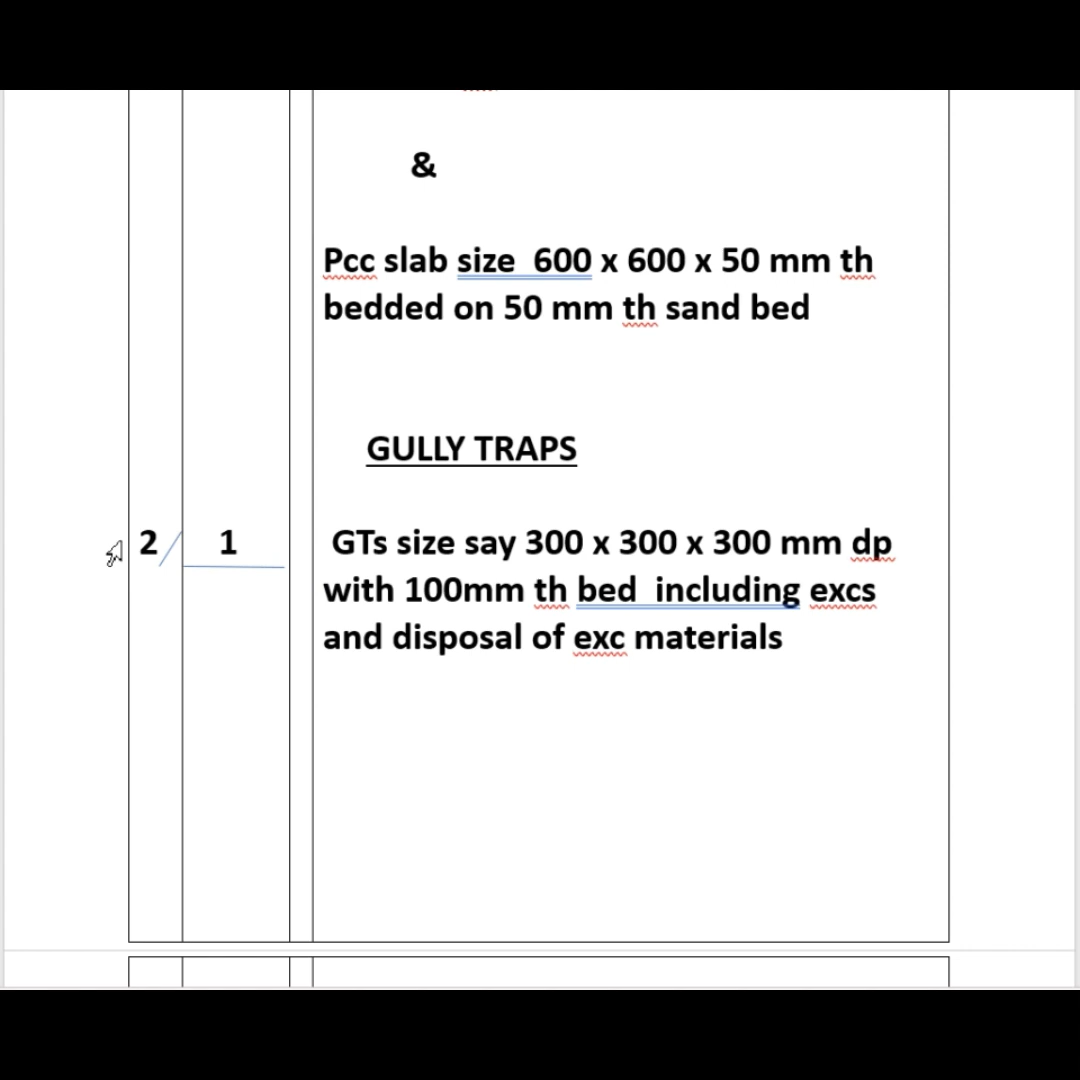 &
Pcc slab size 600 x 600 x 50 mm th
bedded on 50 mm th sand bed
GULLY TRAPS
2/ 1 GTs size say 300 x 300 x 300 mm dp
with 100mm th bed including excs
and disposal of exc materials